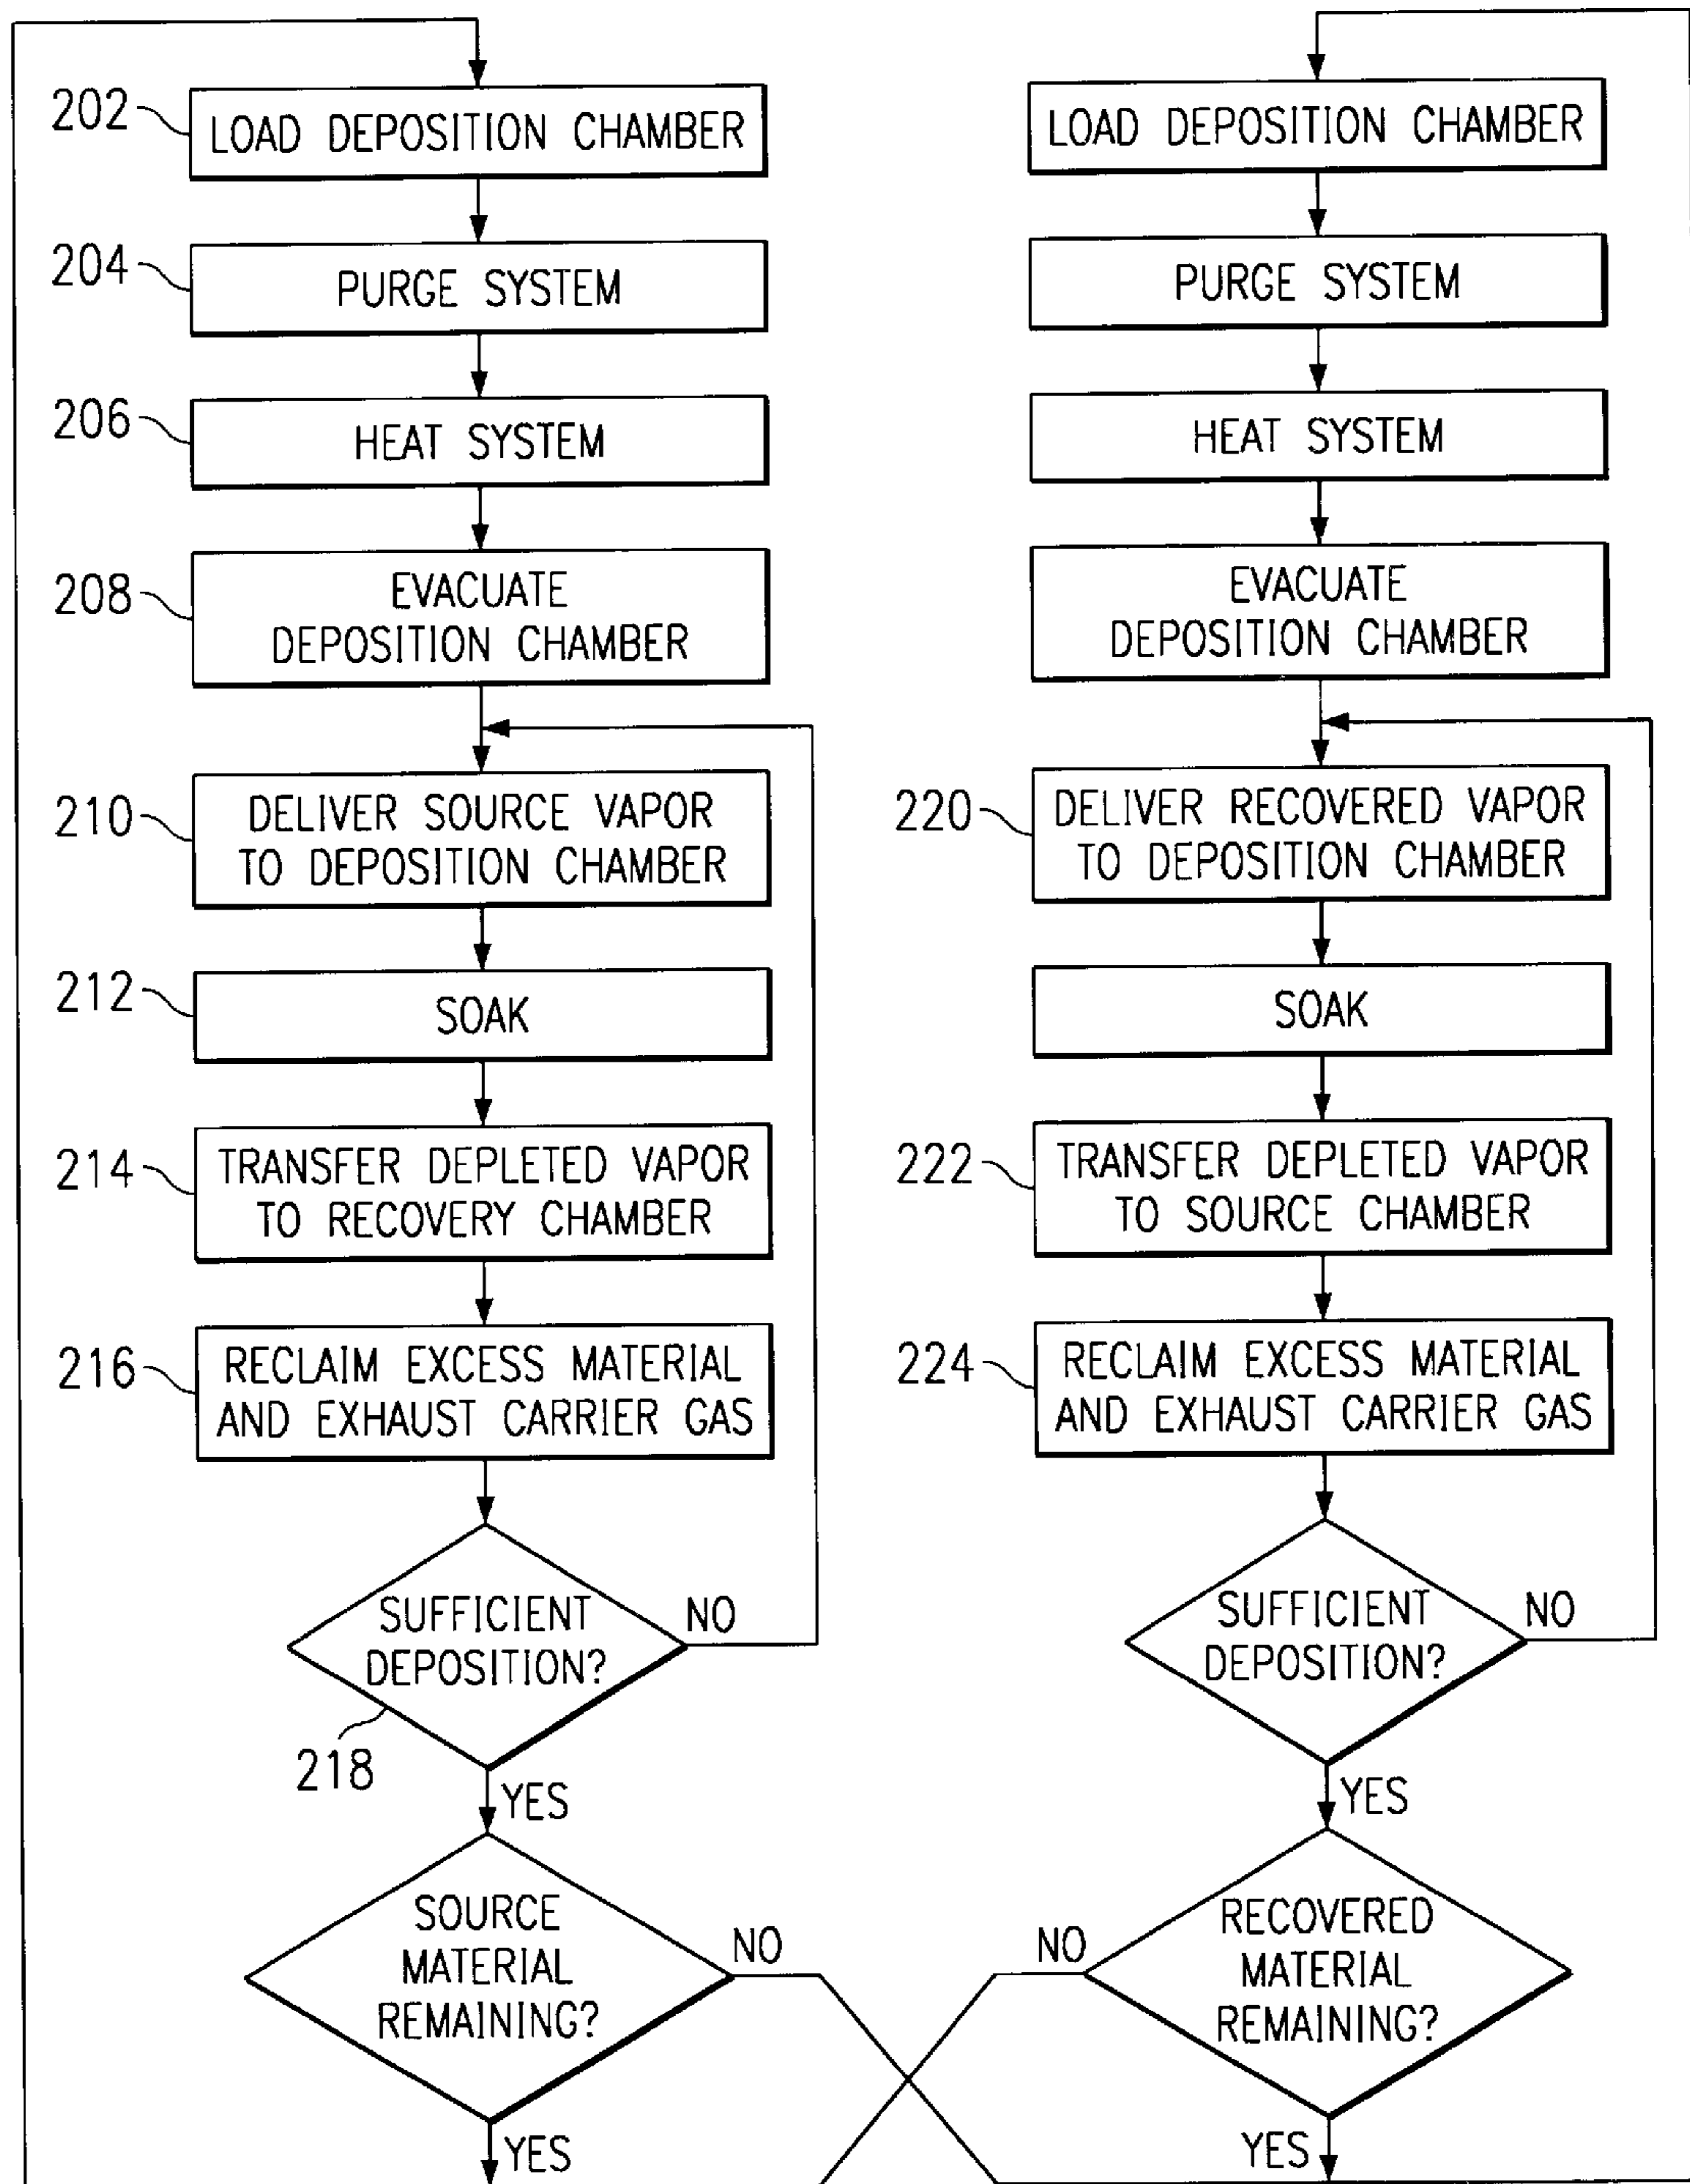 202
LOAD DEPOSITION CHAMBER
204
PURGE SYSTEM
206
HEAT SYSTEM
208
EVACUATE
DEPOSITION CHAMBER
210
DELIVER SOURCE VAPOR
TO DEPOSITION CHAMBER
212
SOAK
214
TRANSFER DEPLETED VAPOR
TO RECOVERY CHAMBER
216
RECLAIM EXCESS MATERIAL
AND EXHAUST CARRIER GAS
SUFFICIENT
DEPOSITION?
NO
218
YES
SOURCE
MATERIAL
REMAINING?
NO
YES
LOAD DEPOSITION CHAMBER
PURGE SYSTEM
HEAT SYSTEM
EVACUATE
DEPOSITION CHAMBER
220
DELIVER RECOVERED VAPOR
TO DEPOSITION CHAMBER
SOAK
222
TRANSFER DEPLETED VAPOR
TO SOURCE CHAMBER
224
RECLAIM EXCESS MATERIAL
AND EXHAUST CARRIER GAS
SUFFICIENT
DEPOSITION?
NO
YES
RECOVERED
MATERIAL
REMAINING?
NO
YES